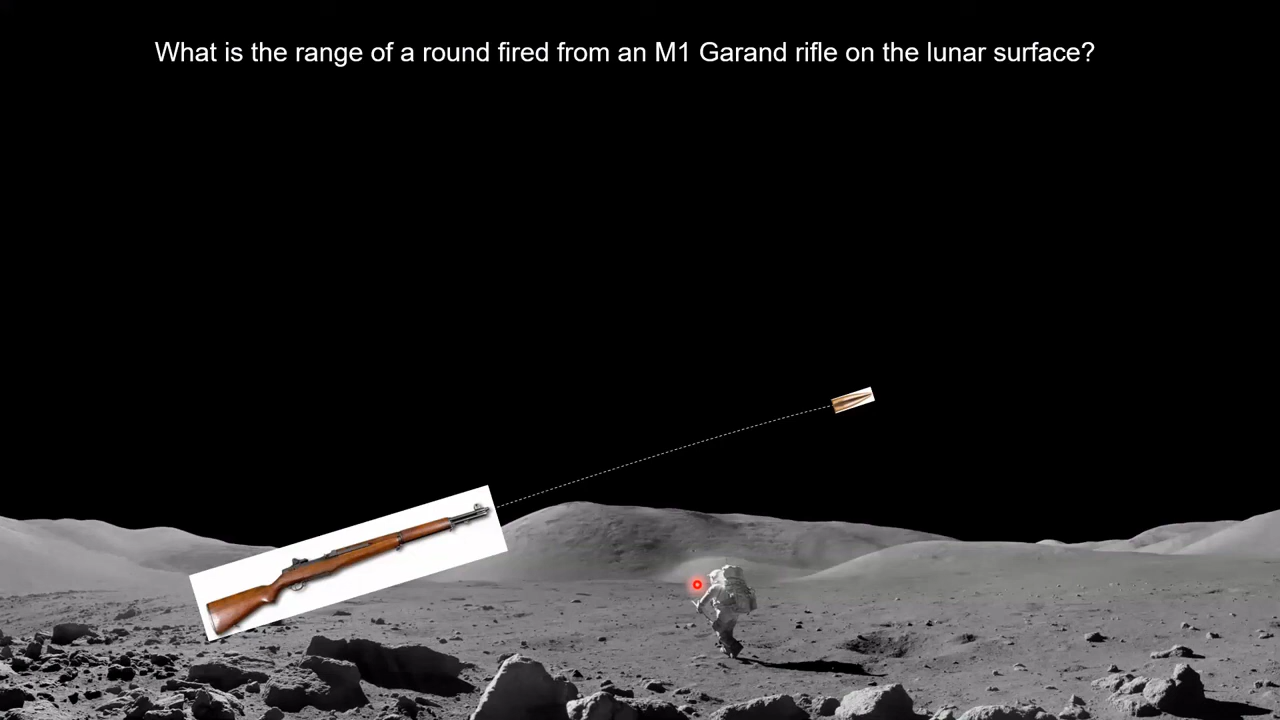 What is the range of a round fired from an M1 Garand rifle on the lunar surface?